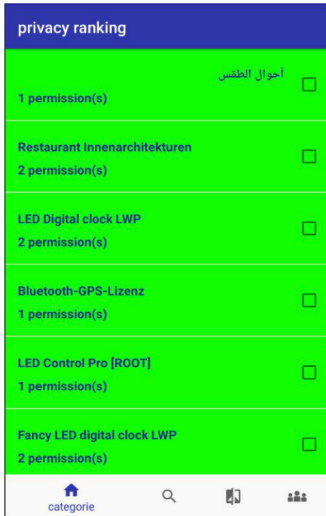 privacy ranking
أحوال الطقس
1 permission(s)
Restaurant Innenarchitekturen
2 permission(s)
LED Digital clock LWP
2 permission(s)
Bluetooth-GPS-Lizenz
1 permission(s)
LED Control Pro [ROOT]
1 permission(s)
Fancy LED digital clock LWP
2 permission(s)
categorie